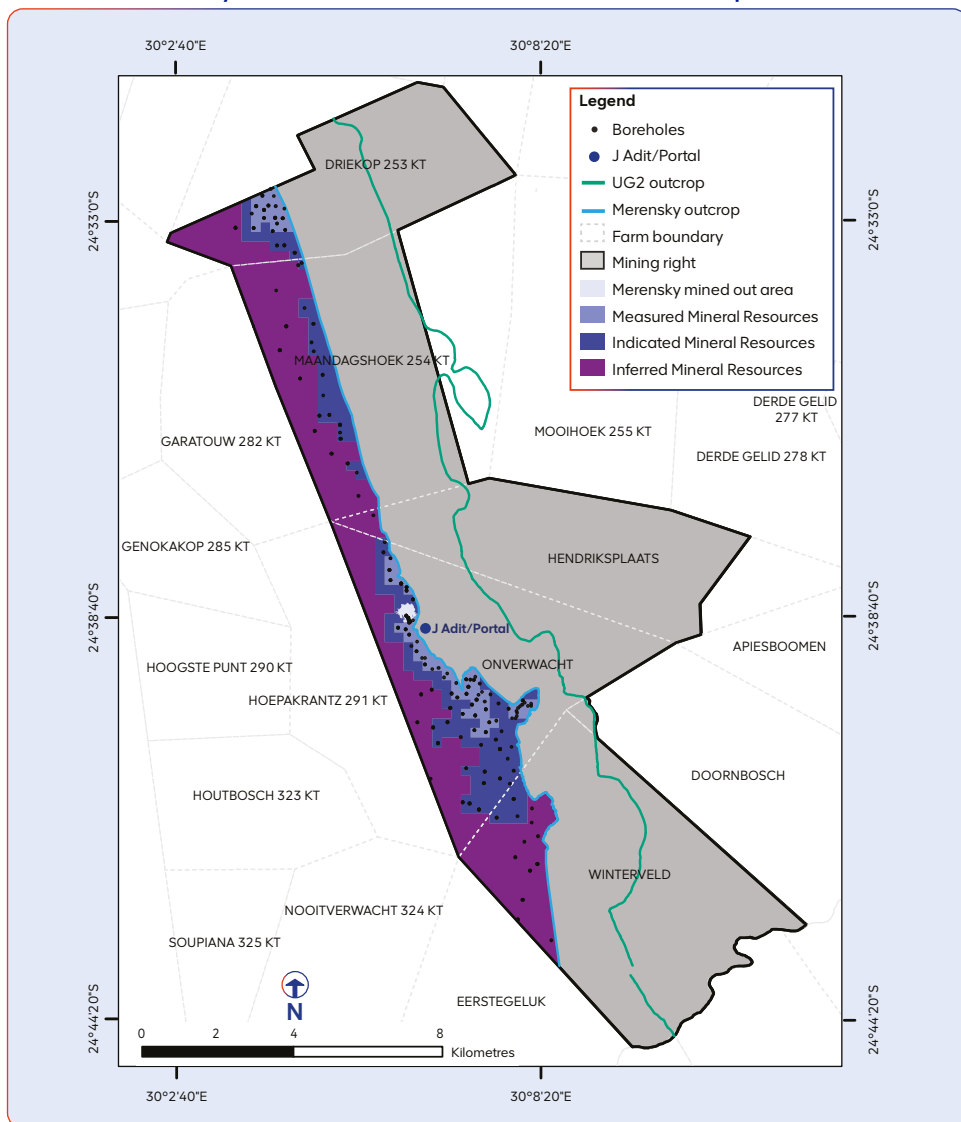 30°2'40"E
30°8'20"E
Legend
Boreholes
J Adit/Portal
UG2 outcrop
Merensky outcrop
Farm boundary
Mining right
Merensky mined out area
Measured Mineral Resources
Indicated Mineral Resources
Inferred Mineral Resources
DRIEKOP 253 KT
24°33'0"S
24°33'0"S
MAANDAGSHOEK 254 KT
DERDE GELID
277 KT
GARATOUW 282 KT
MOOIHOEK 255 KT
DERDE GELID 278 KT
GENOKAKOP 285 KT
HENDRIKSPLAATS
24°38'40"S
24°38'40"S
J Adit/Portal
APIESBOOMEN
HOOGSTE PUNT 290 KT
ONVERWACHT
HOEPAKRANTZ 291 KT
DOORNBOSCH
HOUTBOSCH 323 KT
WINTERVELD
NOOITVERWACHT 324 KT
SOUPIANA 325 KT
EERSTEGELUK
N
24°44'20"S
24°44'20"S
0 2 4 8
Kilometres
30°2'40"E
30°8'20"E